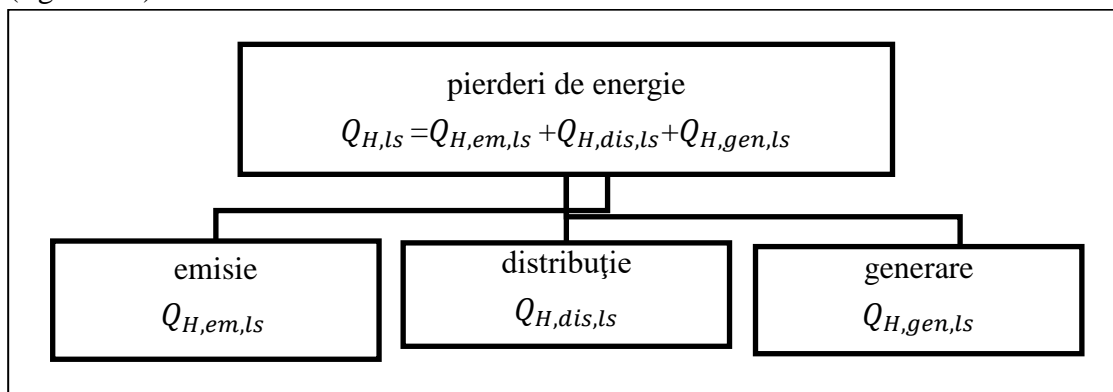 pierderi de energie
Q_{H,ls} =Q_{H,em,ls} +Q_{H,dis,ls}+Q_{H,gen,ls}
emisie
Q_{H,em,ls}
distribuţie
Q_{H,dis,ls}
generare
Q_{H,gen,ls}